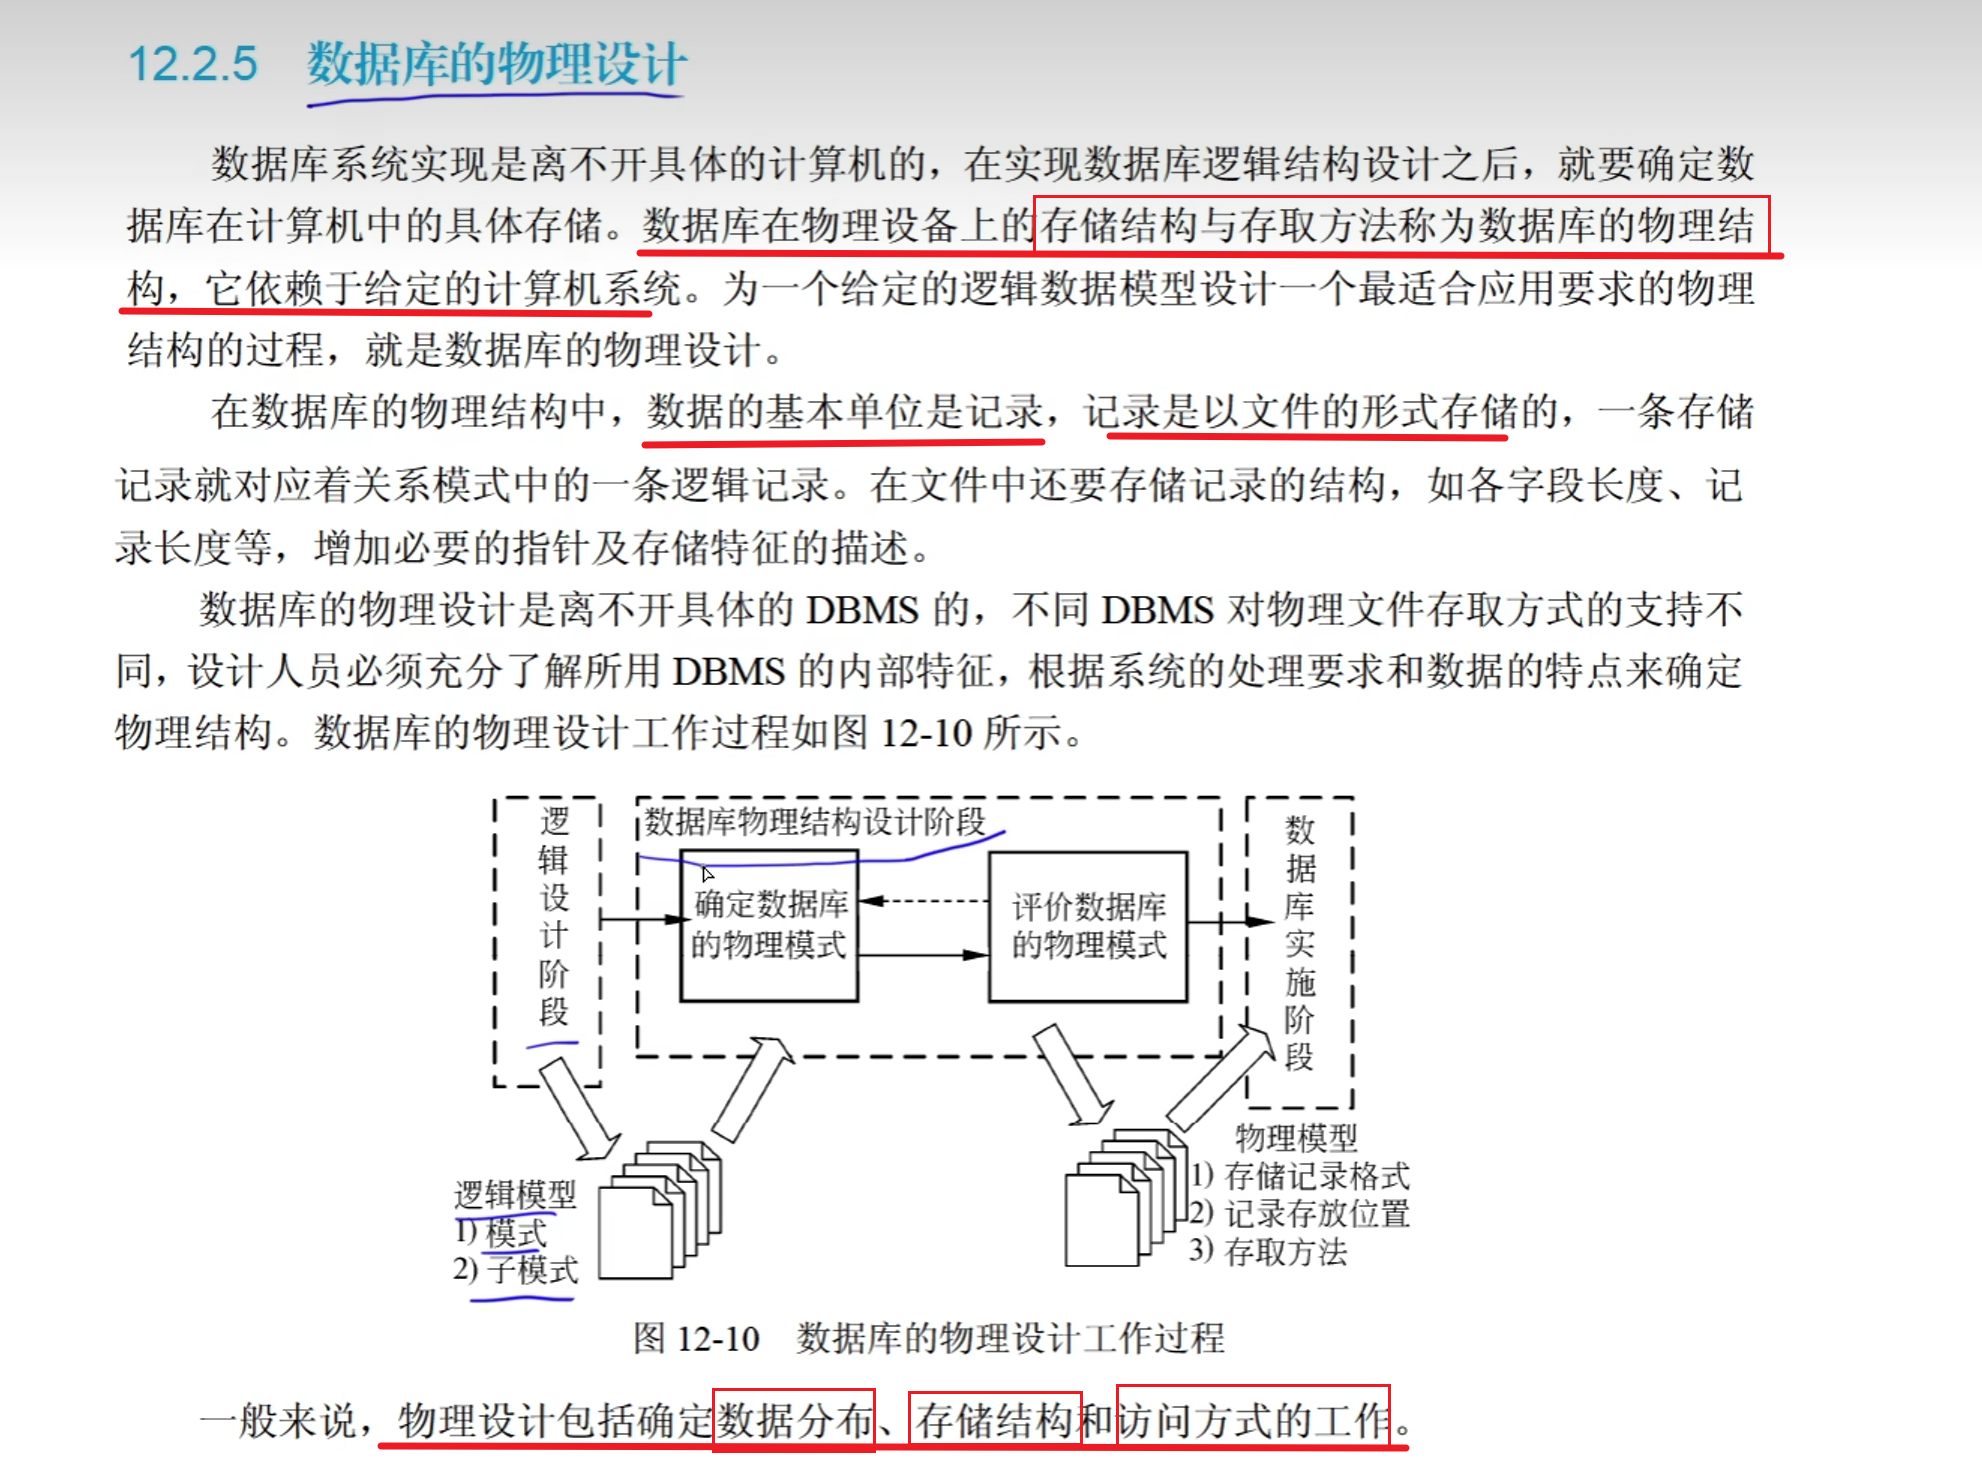 12.2.5 数据库的物理设计
数据库系统实现是离不开具体的计算机的，在实现数据库逻辑结构设计之后，就要确定数
据库在计算机中的具体存储。数据库在物理设备上的存储结构与存取方法称为数据库的物理结
构，它依赖于给定的计算机系统。为一个给定的逻辑数据模型设计一个最适合应用要求的物理
结构的过程，就是数据库的物理设计。
在数据库的物理结构中，数据的基本单位是记录，记录是以文件的形式存储的，一条存储
记录就对应着关系模式中的一条逻辑记录。在文件中还要存储记录的结构，如各字段长度、记
录长度等，增加必要的指针及存储特征的描述。
数据库的物理设计是离不开具体的 DBMS 的，不同 DBMS 对物理文件存取方式的支持不
同，设计人员必须充分了解所用 DBMS 的内部特征，根据系统的处理要求和数据的特点来确定
物理结构。数据库的物理设计工作过程如图 12-10 所示。
逻辑设计阶段
数据库物理结构设计阶段
确定数据库
的物理模式
评价数据库
的物理模式
数据库实施阶段
逻辑模型
1) 模式
2) 子模式
物理模型
1) 存储记录格式
2) 记录存放位置
3) 存取方法
图 12-10 数据库的物理设计工作过程
一般来说，物理设计包括确定数据分布、存储结构和访问方式的工作。